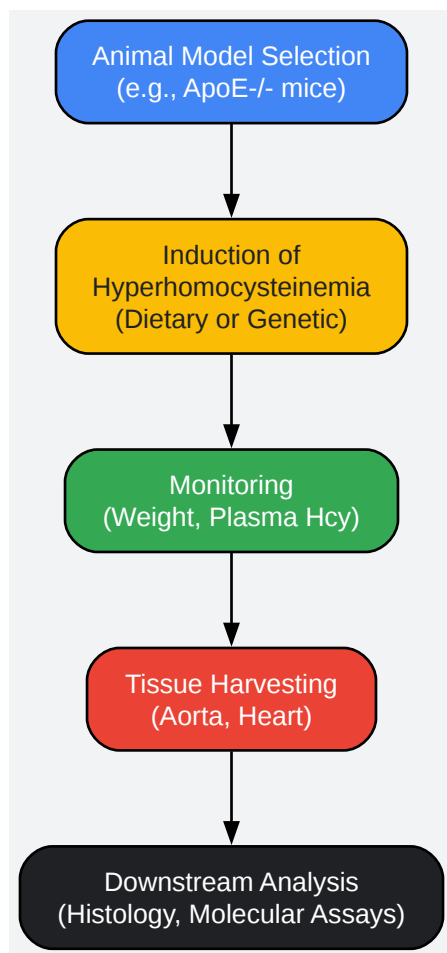 Animal Model Selection
(e.g., ApoE-/- mice)
Induction of
Hyperhomocysteinemia
(Dietary or Genetic)
Monitoring
(Weight, Plasma Hcy)
Tissue Harvesting
(Aorta, Heart)
Downstream Analysis
(Histology, Molecular Assays)